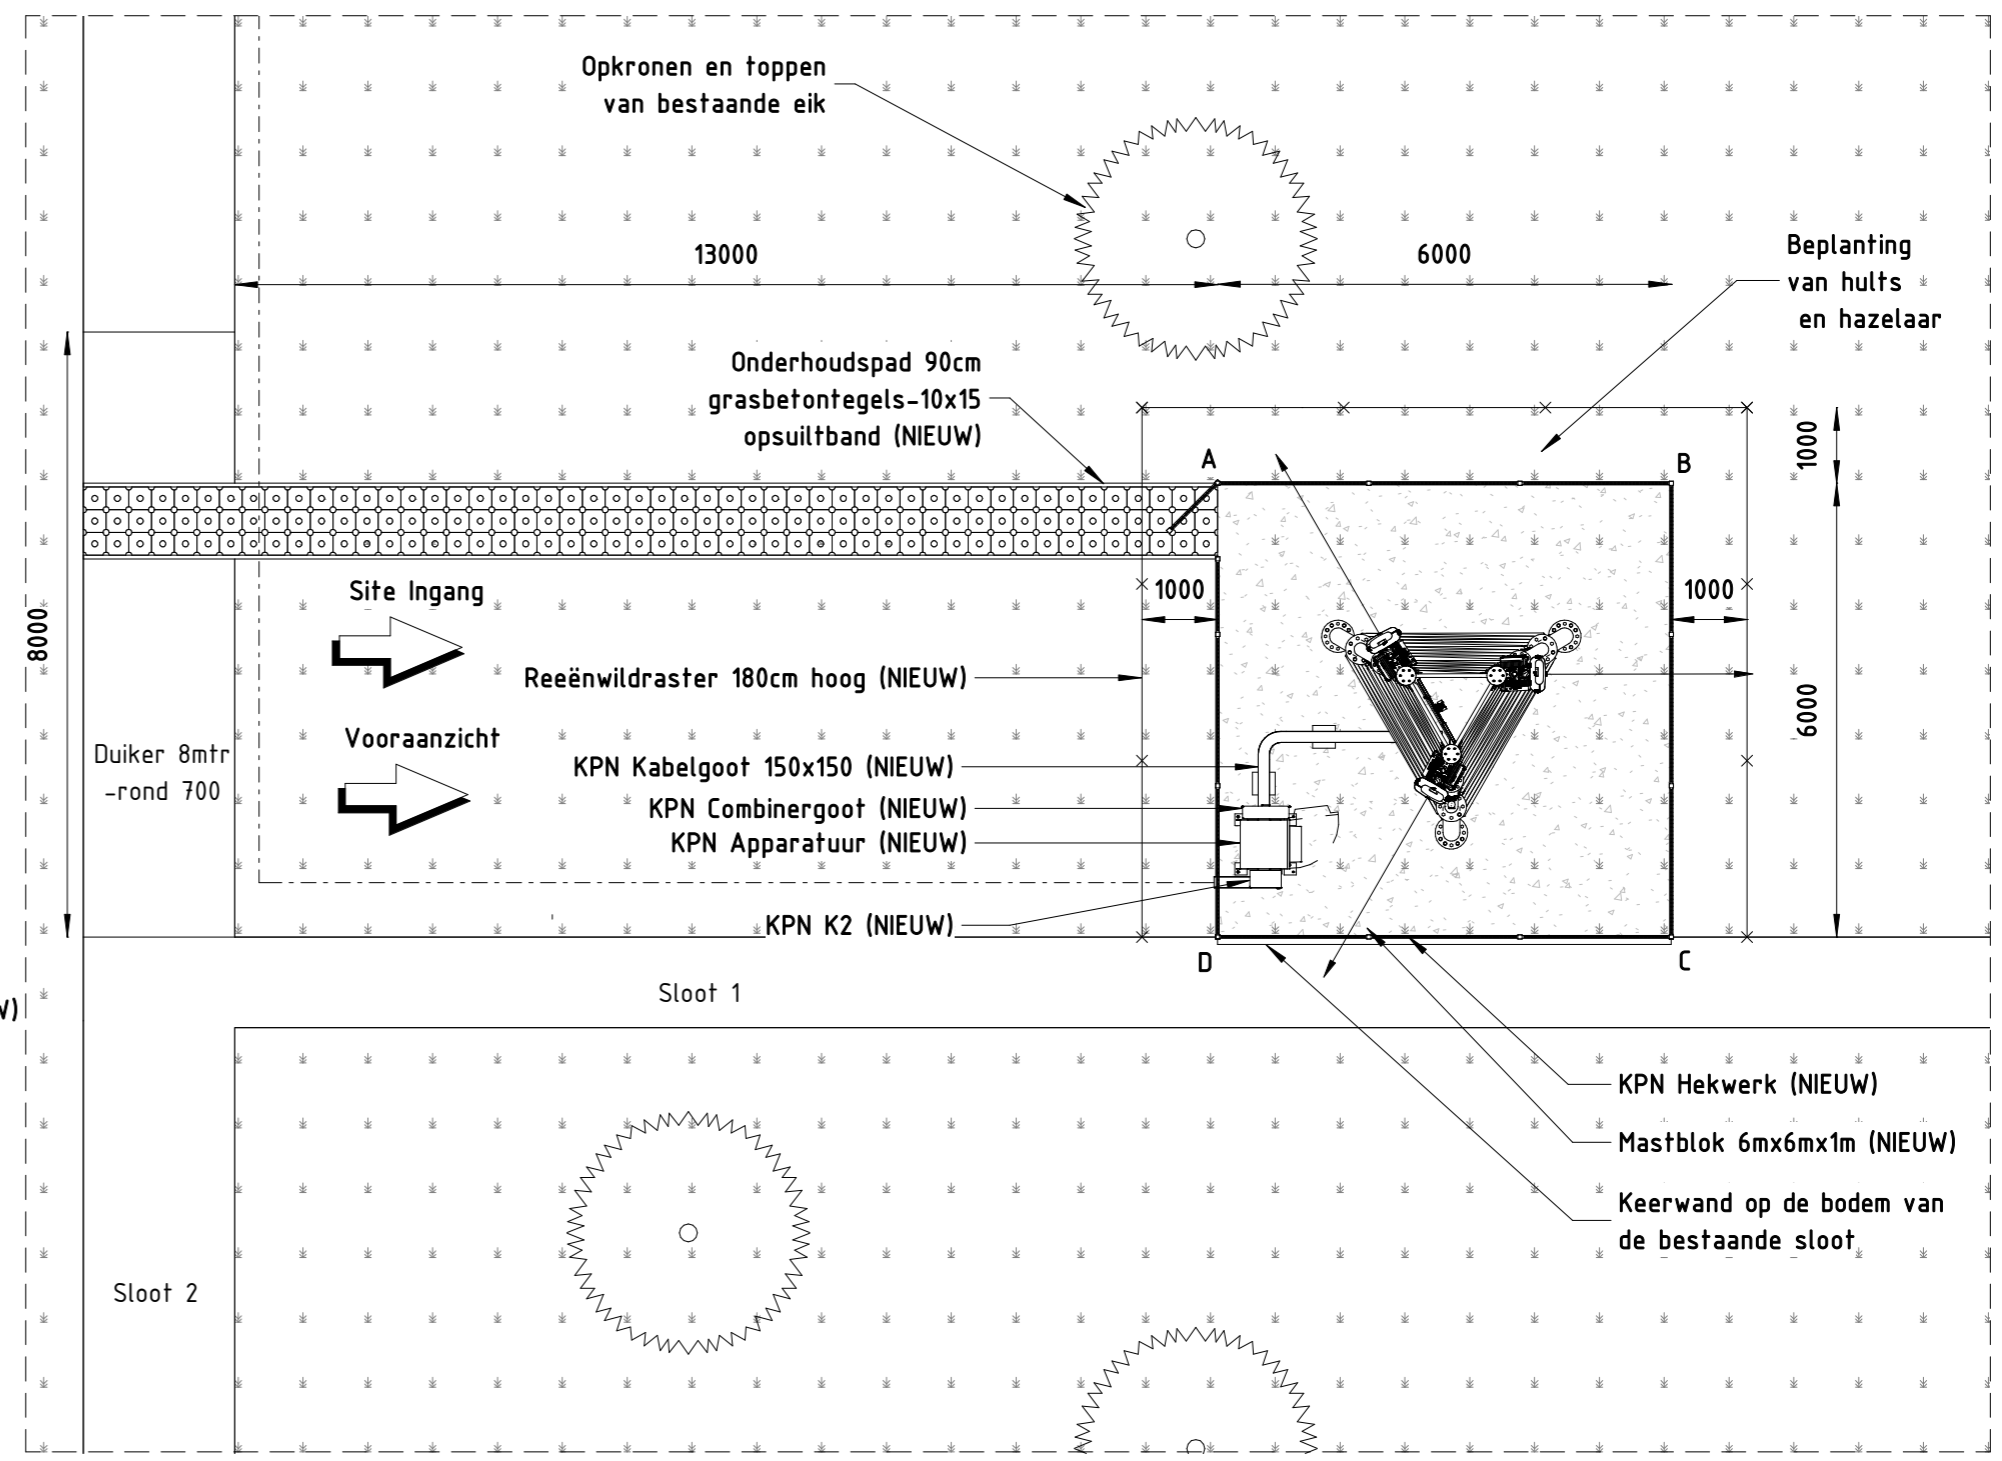 Opkronen en toppen
van bestaande eik
13000
6000
Beplanting
van hults
en hazelaar
Onderhoudspad 90cm
grasbetontegels-10x15
opsuiltband (NIEUW)
1000
A
B
Site Ingang
1000
1000
8000
Reeënwildraster 180cm hoog (NIEUW)
6000
Vooraanzicht
Duiker 8mtr
-rond 700
KPN Kabelgoot 150x150 (NIEUW)
KPN Combinergoot (NIEUW)
KPN Apparatuur (NIEUW)
KPN K2 (NIEUW)
D
C
Sloot 1
W)
KPN Hekwerk (NIEUW)
Mastblok 6mx6mx1m (NIEUW)
Keerwand op de bodem van
de bestaande sloot
Sloot 2